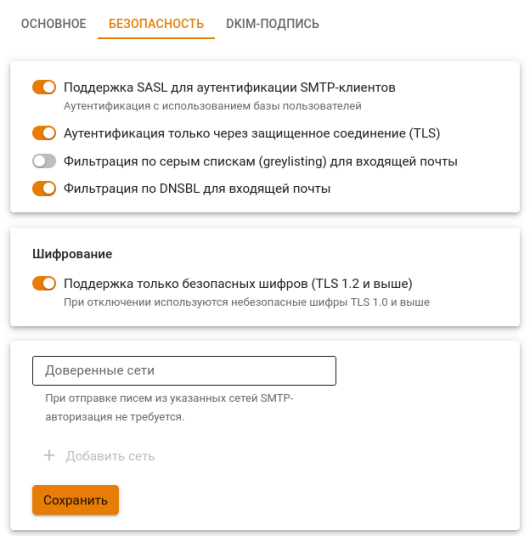 ОСНОВНОЕ БЕЗОПАСНОСТЬ DKIM-ПОДПИСЬ
Поддержка SASL для аутентификации SMTP-клиентов
Аутентификация с использованием базы пользователей
Аутентификация только через защищенное соединение (TLS)
Фильтрация по серым спискам (greylisting) для входящей почты
Фильтрация по DNSBL для входящей почты
Шифрование
Поддержка только безопасных шифров (TLS 1.2 и выше)
При отключении используются небезопасные шифры TLS 1.0 и выше
Доверенные сети
При отправке писем из указанных сетей SMTP-
авторизация не требуется.
+ Добавить сеть
Сохранить